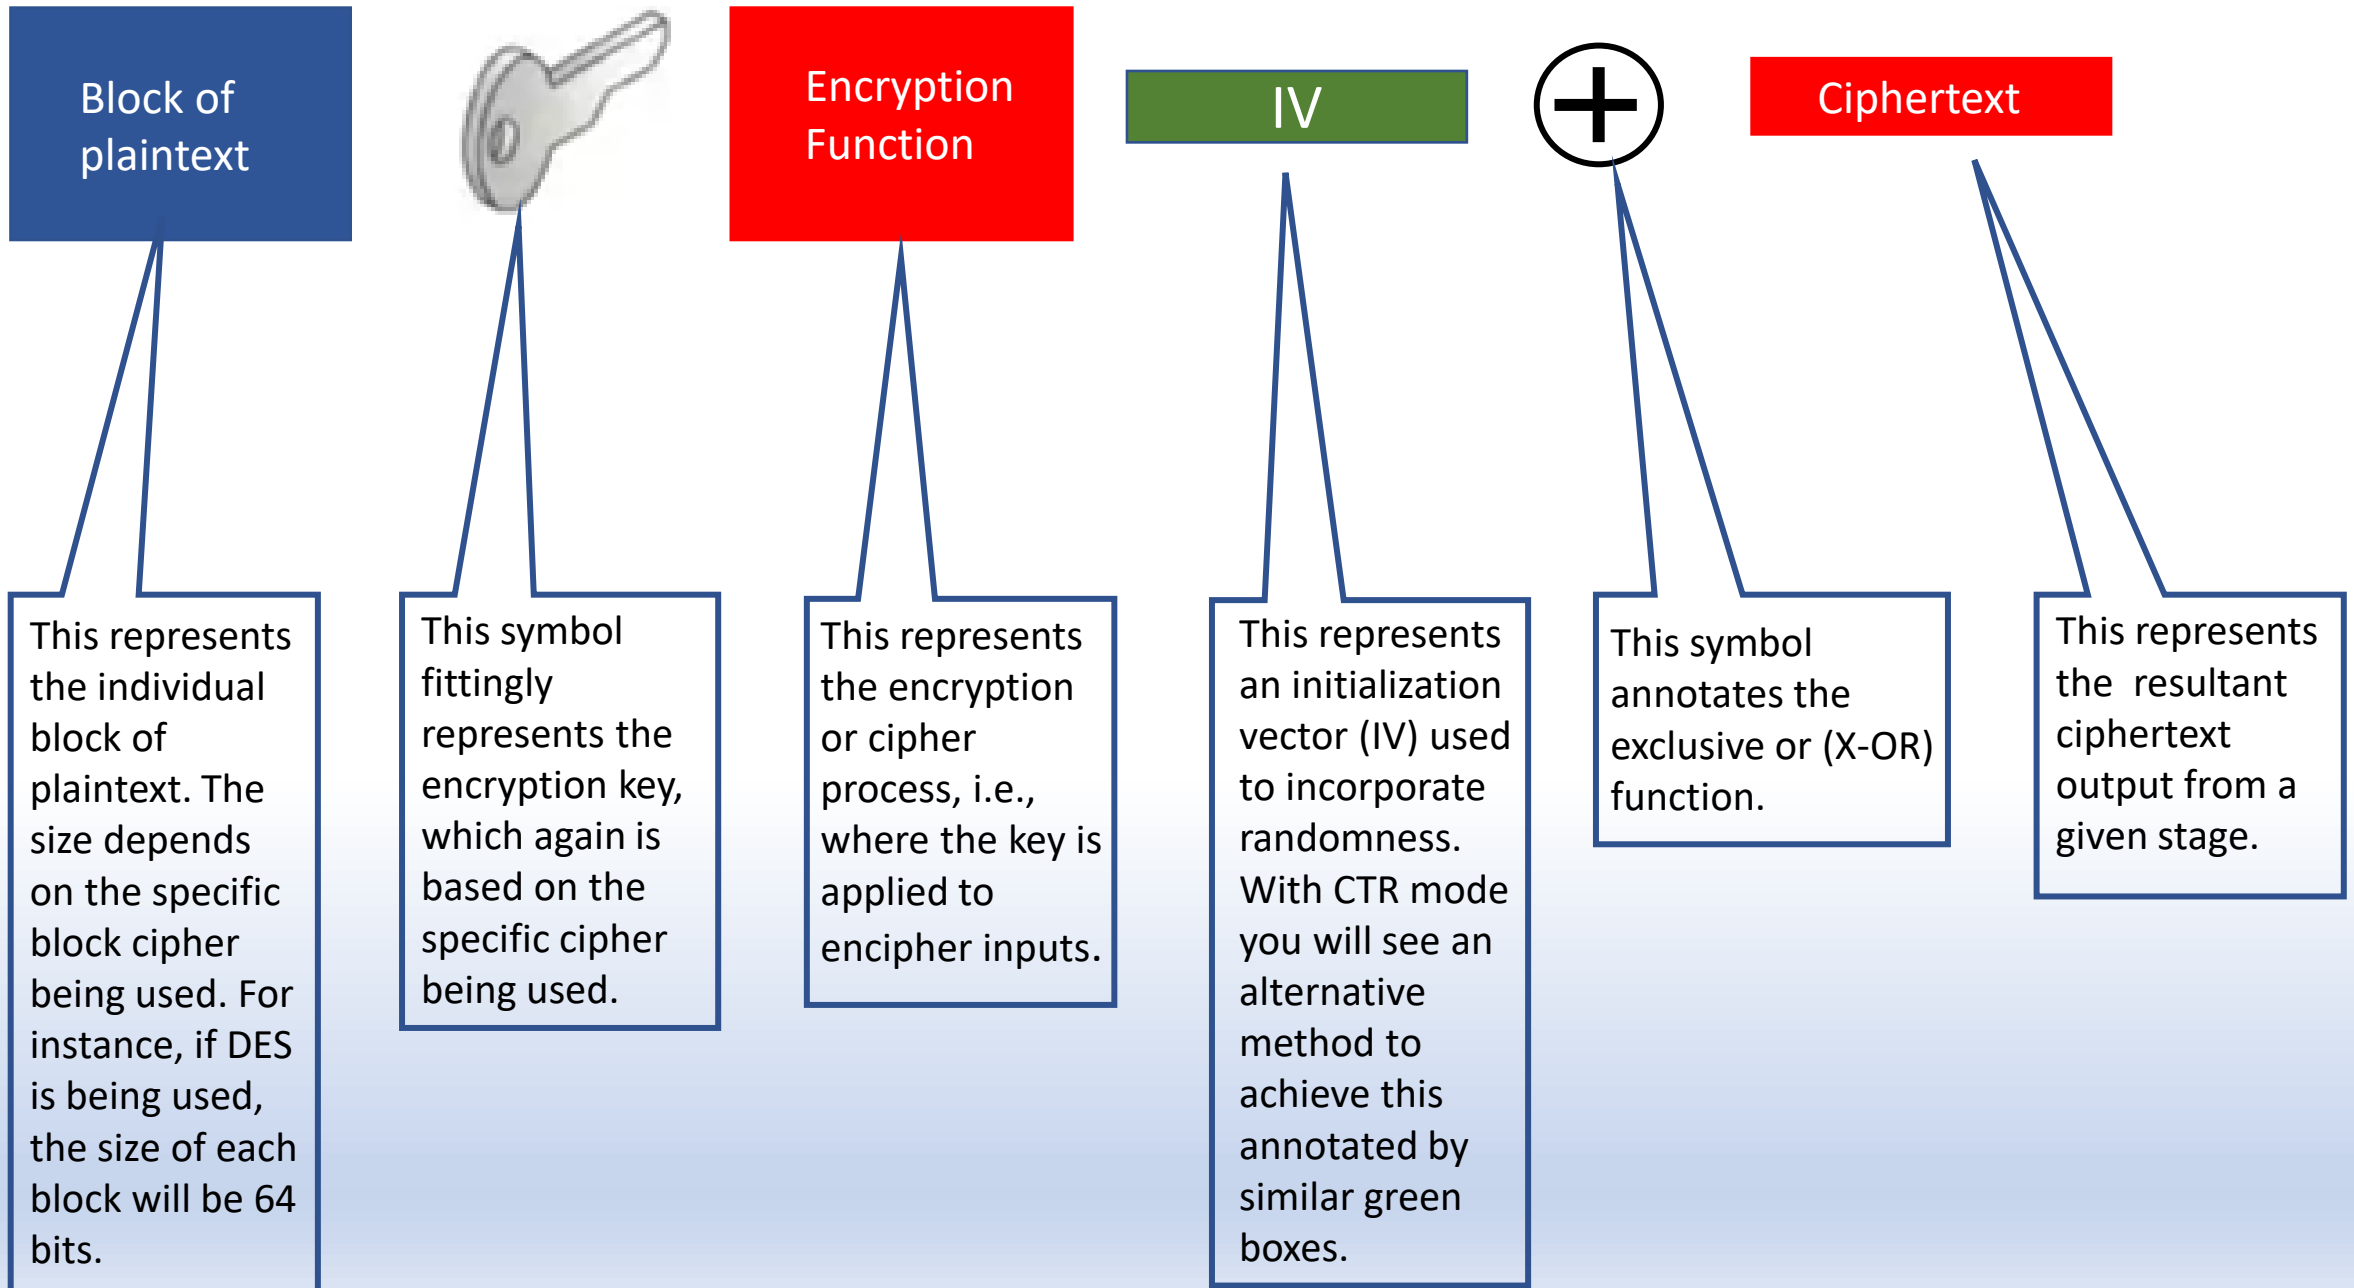 Block of
plaintext
Encryption
Function
IV
Ciphertext
This represents
the individual
block of
plaintext. The
size depends
on the specific
block cipher
being used. For
instance, if DES
is being used,
the size of each
block will be 64
bits.
This symbol
fittingly
represents the
encryption key,
which again is
based on the
specific cipher
being used.
This represents
the encryption
or cipher
process, i.e.,
where the key is
applied to
encipher inputs.
This represents
an initialization
vector (IV) used
to incorporate
randomness.
With CTR mode
you will see an
alternative
method to
achieve this
annotated by
similar green
boxes.
This symbol
annotates the
exclusive or (X-OR)
function.
This represents
the  resultant
ciphertext
output from a
given stage.